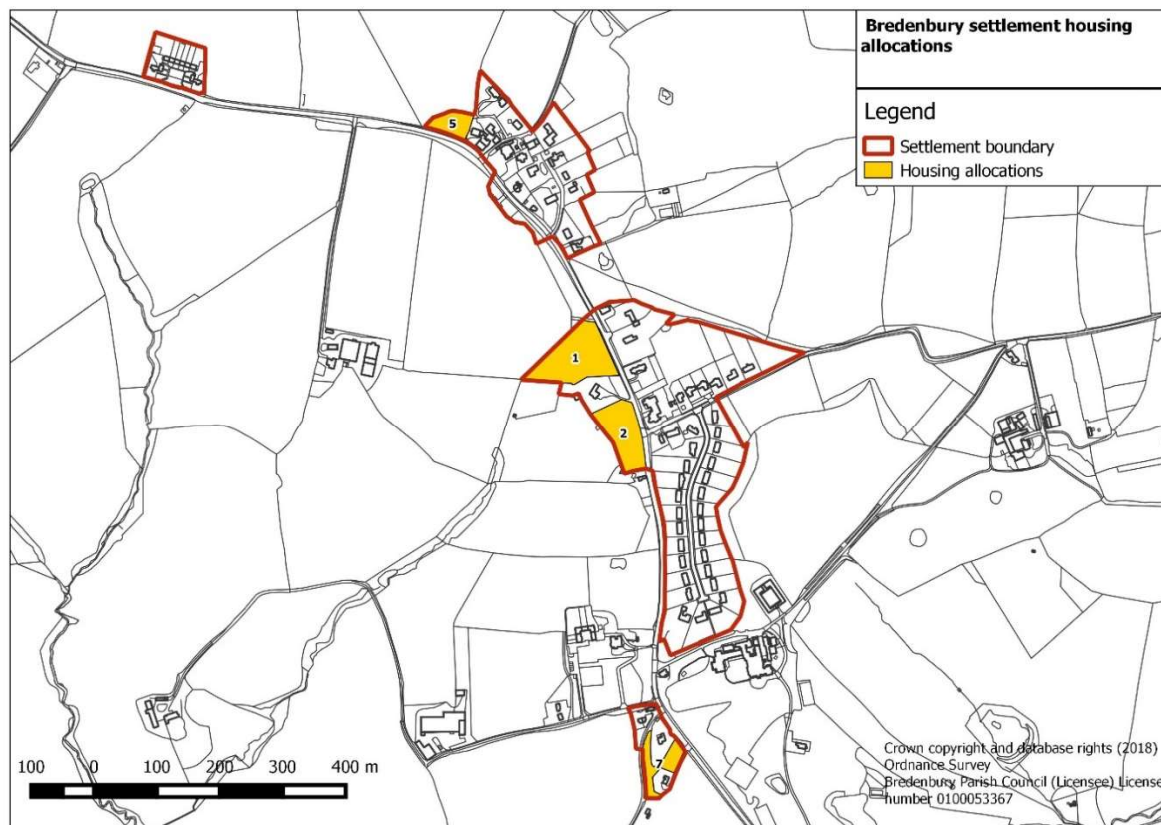 Bredenbury settlement housing
allocations
Legend
Settlement boundary
Housing allocations
5
1
2
7
100 0 100 200 300 400 m
Crown copyright and database rights (2018)
Ordnance Survey
Bredenbury Parish Council (Licensee) License
number 0100053367